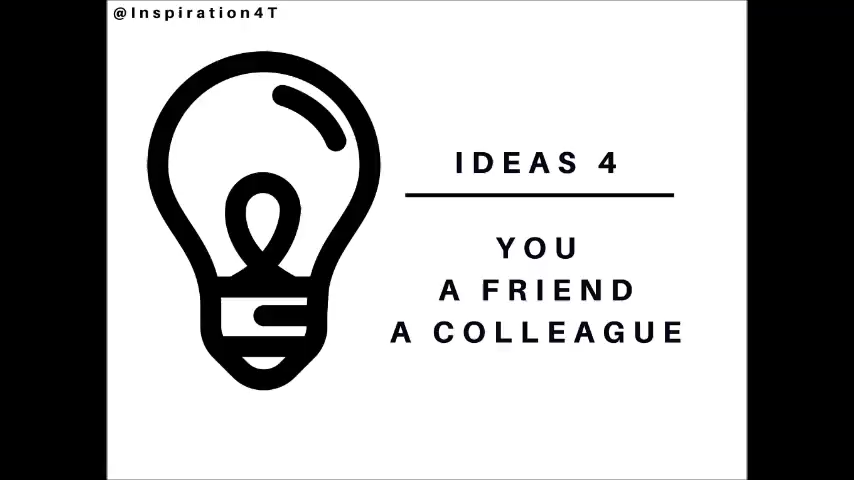 @Inspiration4T
IDEAS 4
YOU
A FRIEND
A COLLEAGUE